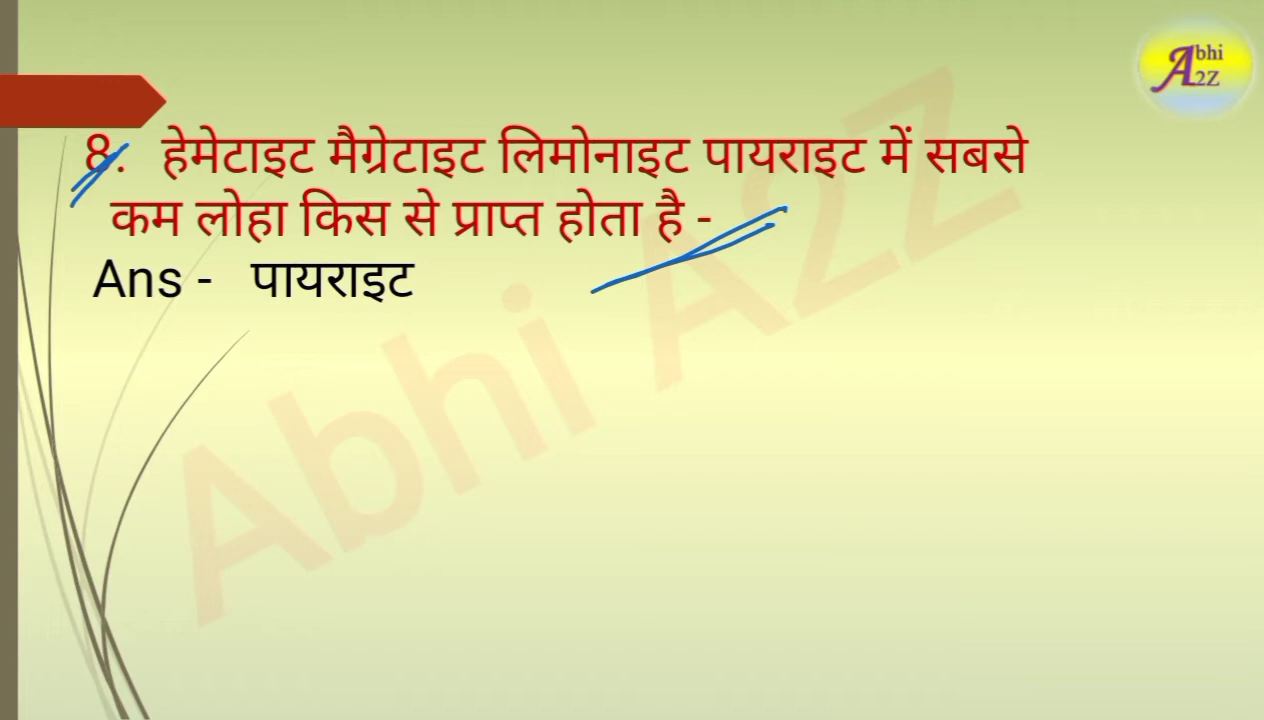 Abhi
A2Z
8. हेमेटाइट मैग्रेटाइट लिमोनाइट पायराइट में सबसे
कम लोहा किस से प्राप्त होता है -
Ans - पायराइट
Abhi A2Z